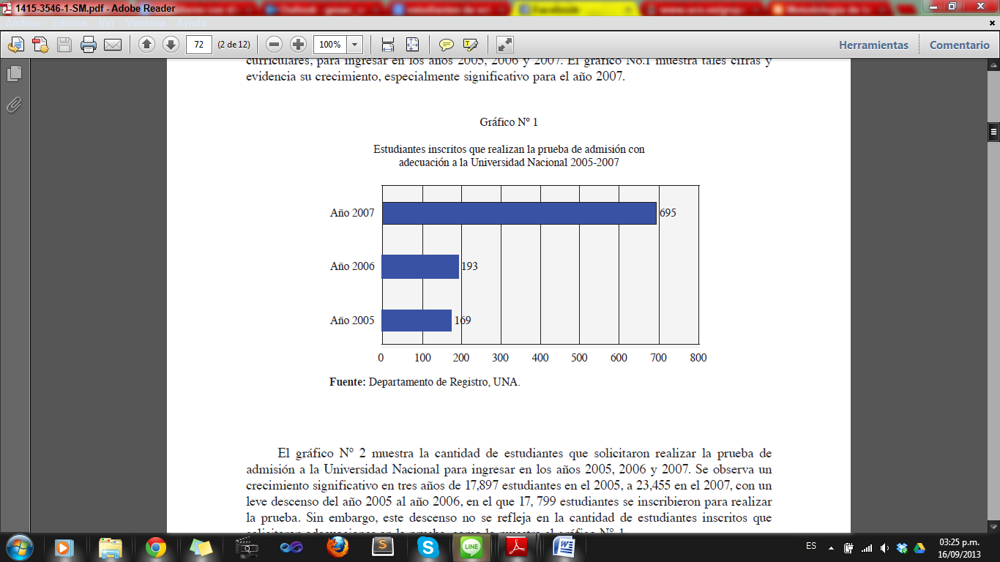 1415-3546-1-SM.pdf - Adobe Reader
Archivo Edición Ver Ventana Ayuda
72 (2 de 12) 100% Herramientas Comentario
curriculares, para ingresar en los años 2005, 2006 y 2007. El gráfico No.1 muestra tales cifras y
evidencia su crecimiento, especialmente significativo para el año 2007.
Gráfico Nº 1
Estudiantes inscritos que realizan la prueba de admisión con
adecuación a la Universidad Nacional 2005-2007
Año 2007 695
Año 2006 193
Año 2005 169
0 100 200 300 400 500 600 700 800
Fuente: Departamento de Registro, UNA.
El gráfico N° 2 muestra la cantidad de estudiantes que solicitaron realizar la prueba de
admisión a la Universidad Nacional para ingresar en los años 2005, 2006 y 2007. Se observa un
crecimiento significativo en tres años de 17,897 estudiantes en el 2005, a 23,455 en el 2007, con un
leve descenso del año 2005 al año 2006, en el que 17, 799 estudiantes se inscribieron para realizar
la prueba. Sin embargo, este descenso no se refleja en la cantidad de estudiantes inscritos que
solicitaron adecuaciones en la prueba, como lo muestra el gráfico N° 1.
S LINE W ES 03:25 p.m.
16/09/2013